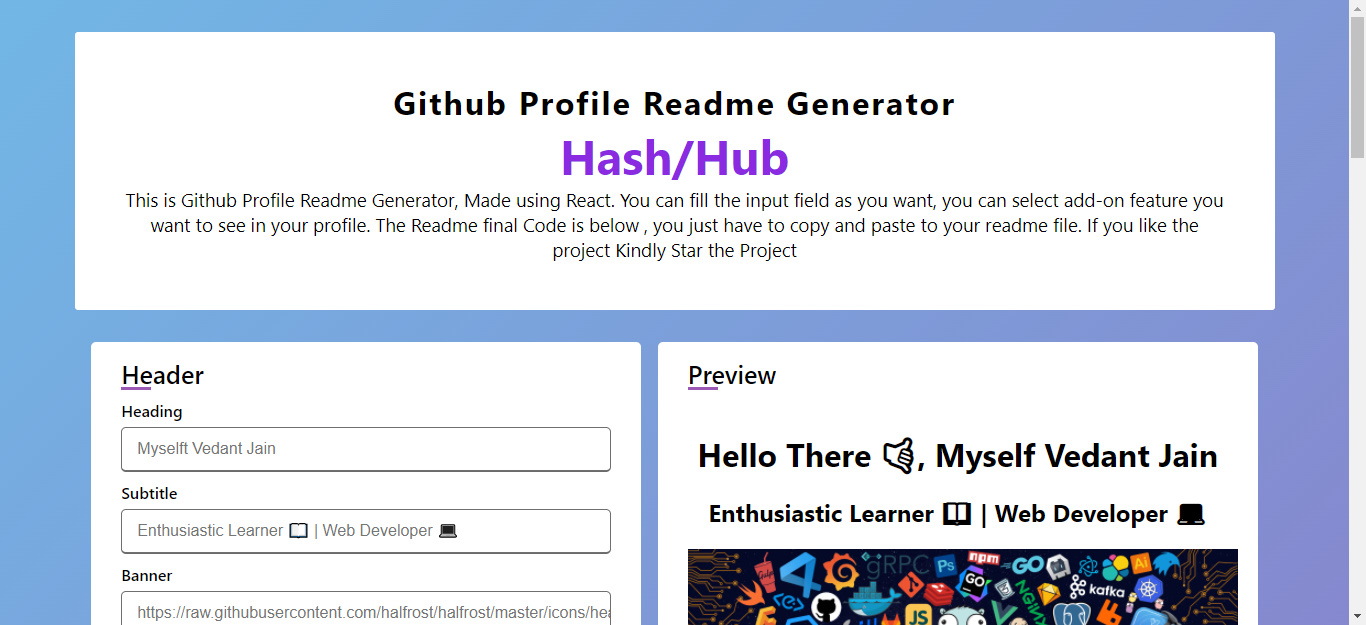 Github Profile Readme Generator
Hash/Hub
This is Github Profile Readme Generator, Made using React. You can fill the input field as you want, you can select add-on feature you
want to see in your profile. The Readme final Code is below , you just have to copy and paste to your readme file. If you like the
project Kindly Star the Project
Header
Heading
Myselft Vedant Jain
Subtitle
Enthusiastic Learner 📖 | Web Developer 💻
Banner
https://raw.githubusercontent.com/halfrost/halfrost/master/icons/hea
Preview
Hello There 🤙, Myself Vedant Jain
Enthusiastic Learner 📖 | Web Developer 💻
gRPC
Ps
npm
GO
Ai
Gulp
GO
NGINX
kafka
JS